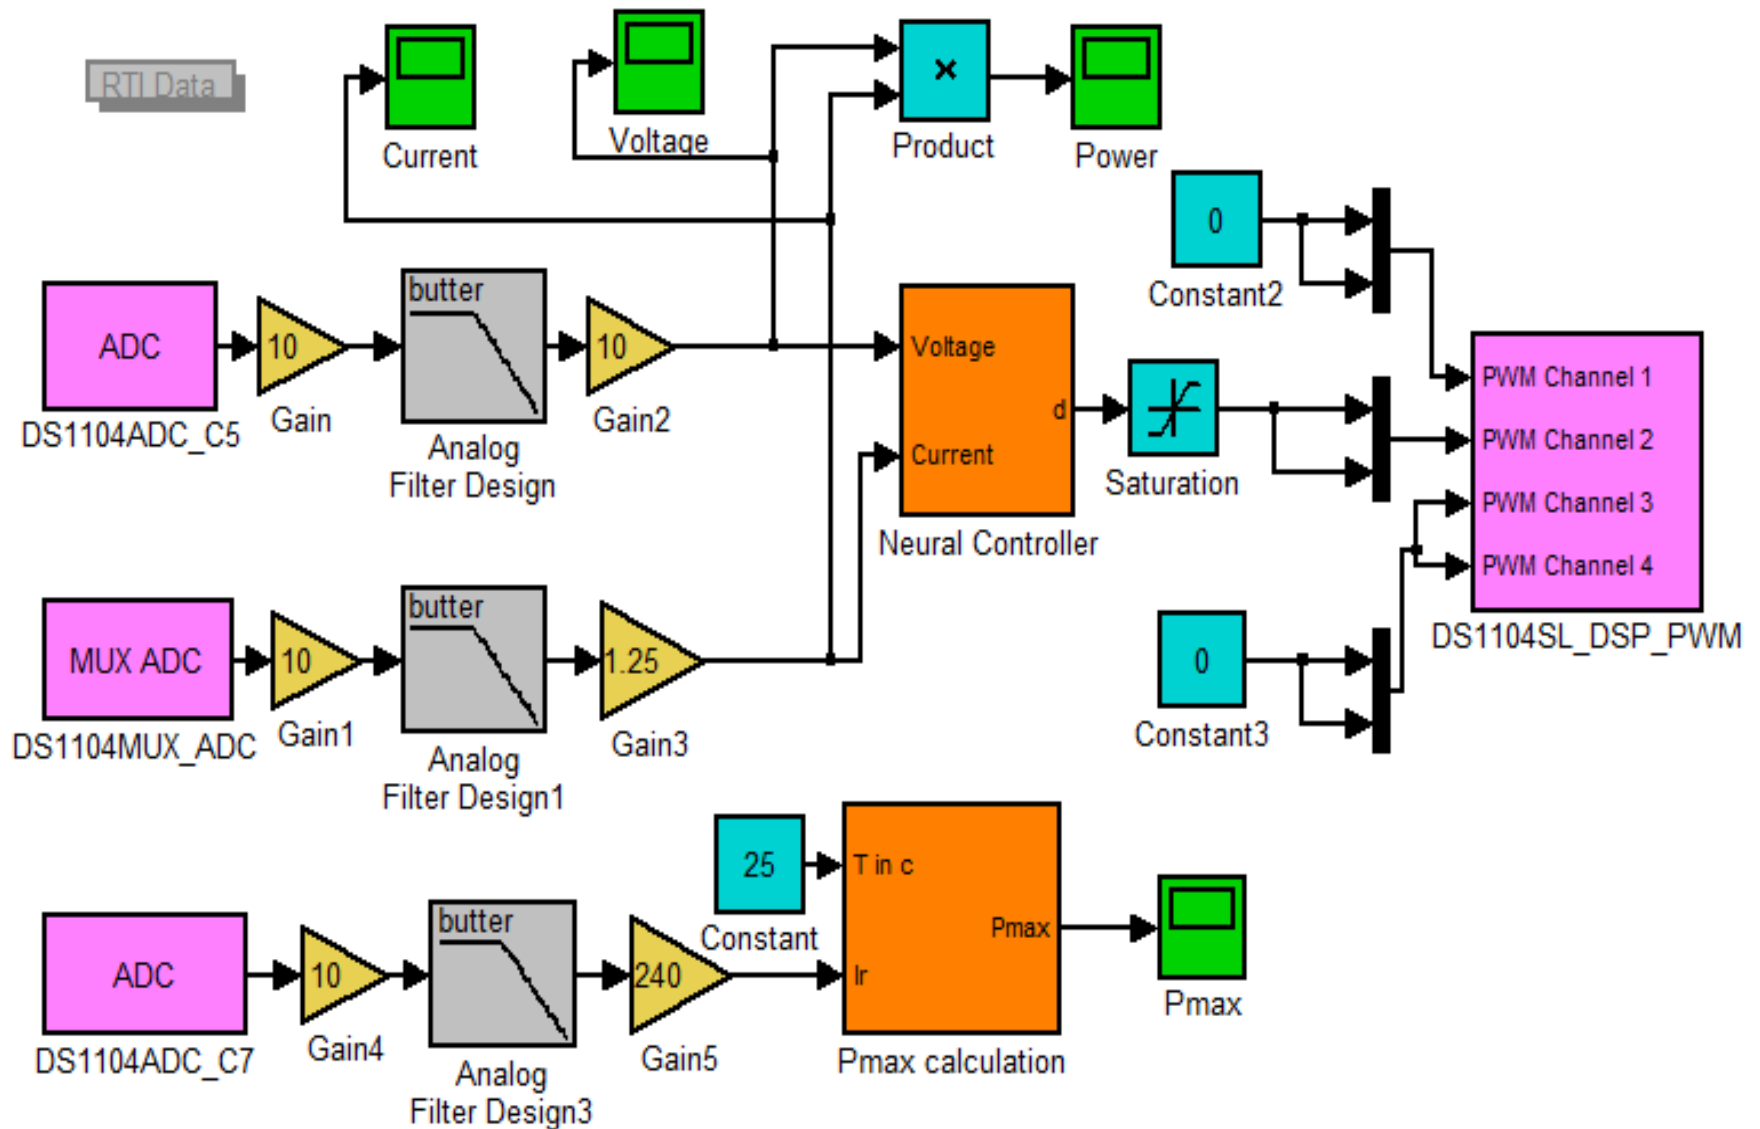 RTI Data
Current
Voltage
×
Product
Power
0
Constant2
ADC
DS1104ADC_C5
10
Gain
butter
Analog
Filter Design
10
Gain2
Voltage
Current
d
Neural Controller
Saturation
PWM Channel 1
PWM Channel 2
PWM Channel 3
PWM Channel 4
DS1104SL_DSP_PWM
MUX ADC
DS1104MUX_ADC
10
Gain1
butter
Analog
Filter Design1
1.25
Gain3
0
Constant3
ADC
DS1104ADC_C7
10
Gain4
butter
Analog
Filter Design3
240
Gain5
25
Constant
T in c
Ir
Pmax
Pmax calculation
Pmax